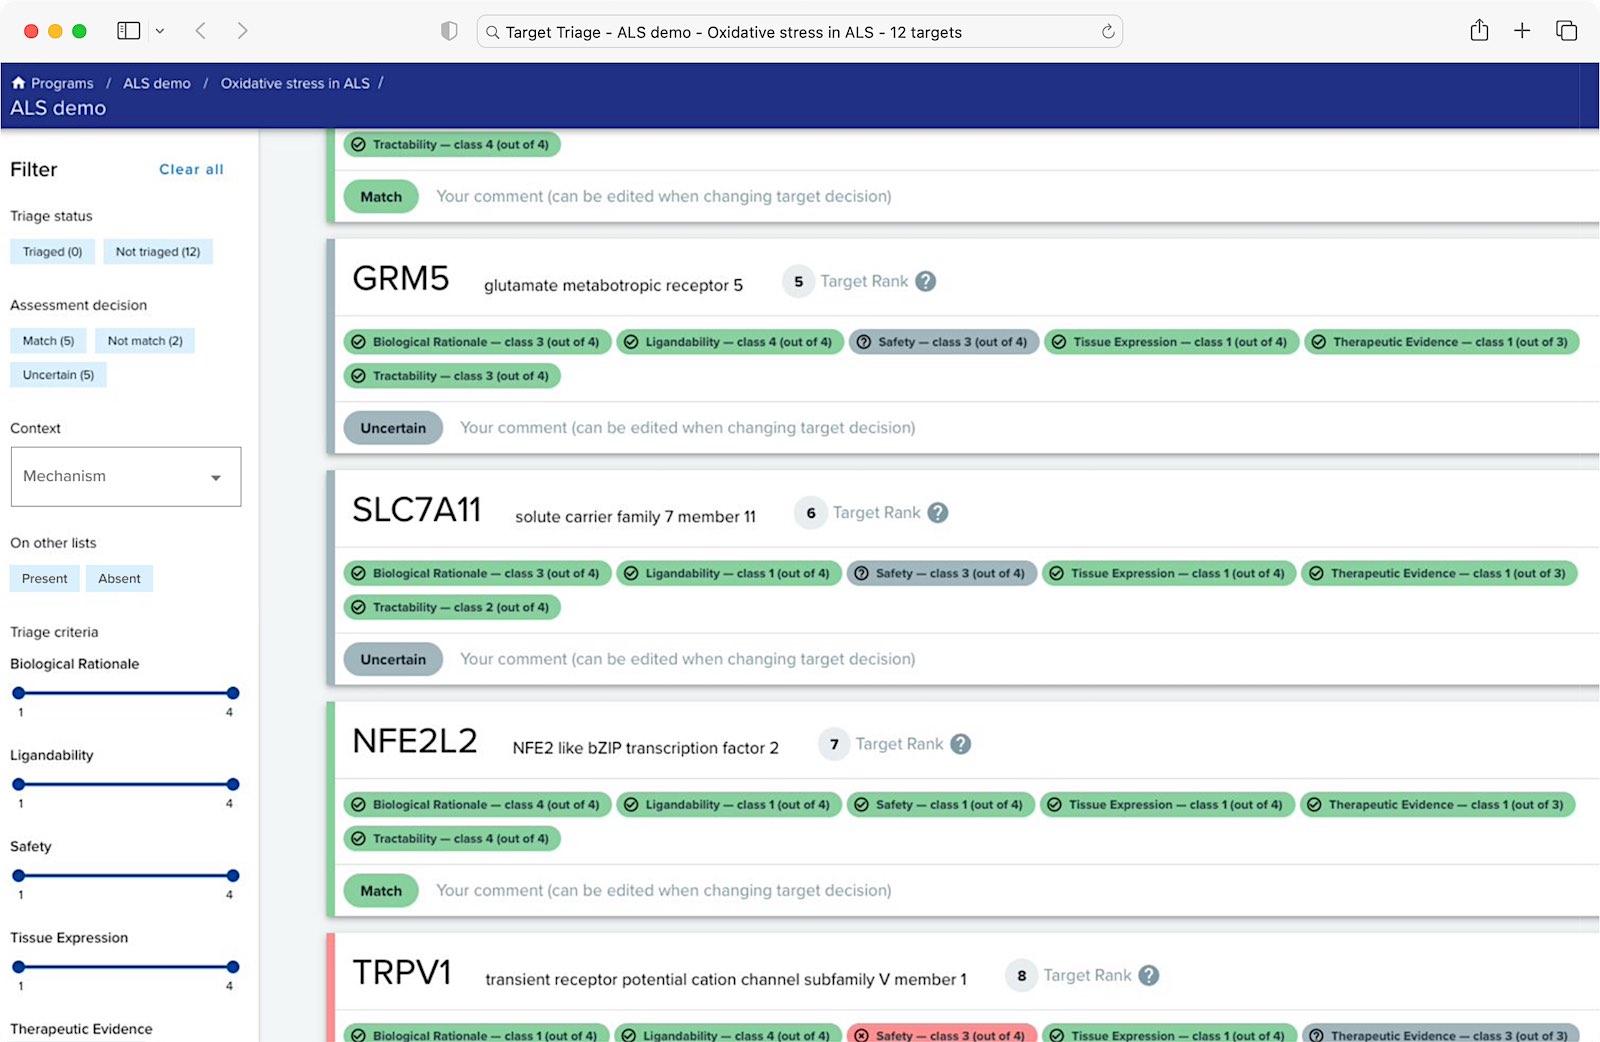 Target Triage - ALS demo - Oxidative stress in ALS - 12 targets
Programs / ALS demo / Oxidative stress in ALS /
ALS demo
Filter Clear all
Triage status
Triaged (0) Not triaged (12)
Assessment decision
Match (5) Not match (2)
Uncertain (5)
Context
Mechanism
On other lists
Present Absent
Triage criteria
Biological Rationale
1 4
Ligandability
1 4
Safety
1 4
Tissue Expression
1 4
Therapeutic Evidence
Tractability — class 4 (out of 4)
Match Your comment (can be edited when changing target decision)
GRM5 glutamate metabotropic receptor 5 5 Target Rank ?
Biological Rationale — class 3 (out of 4) Ligandability — class 4 (out of 4) Safety — class 3 (out of 4) Tissue Expression — class 1 (out of 4) Therapeutic Evidence — class 1 (out of 3)
Tractability — class 3 (out of 4)
Uncertain Your comment (can be edited when changing target decision)
SLC7A11 solute carrier family 7 member 11 6 Target Rank ?
Biological Rationale — class 3 (out of 4) Ligandability — class 1 (out of 4) Safety — class 3 (out of 4) Tissue Expression — class 1 (out of 4) Therapeutic Evidence — class 1 (out of 3)
Tractability — class 2 (out of 4)
Uncertain Your comment (can be edited when changing target decision)
NFE2L2 NFE2 like bZIP transcription factor 2 7 Target Rank ?
Biological Rationale — class 4 (out of 4) Ligandability — class 1 (out of 4) Safety — class 1 (out of 4) Tissue Expression — class 1 (out of 4) Therapeutic Evidence — class 1 (out of 3)
Tractability — class 4 (out of 4)
Match Your comment (can be edited when changing target decision)
TRPV1 transient receptor potential cation channel subfamily V member 1 8 Target Rank ?
Biological Rationale — class 1 (out of 4) Ligandability — class 4 (out of 4) Safety — class 3 (out of 4) Tissue Expression — class 1 (out of 4) Therapeutic Evidence — class 3 (out of 3)